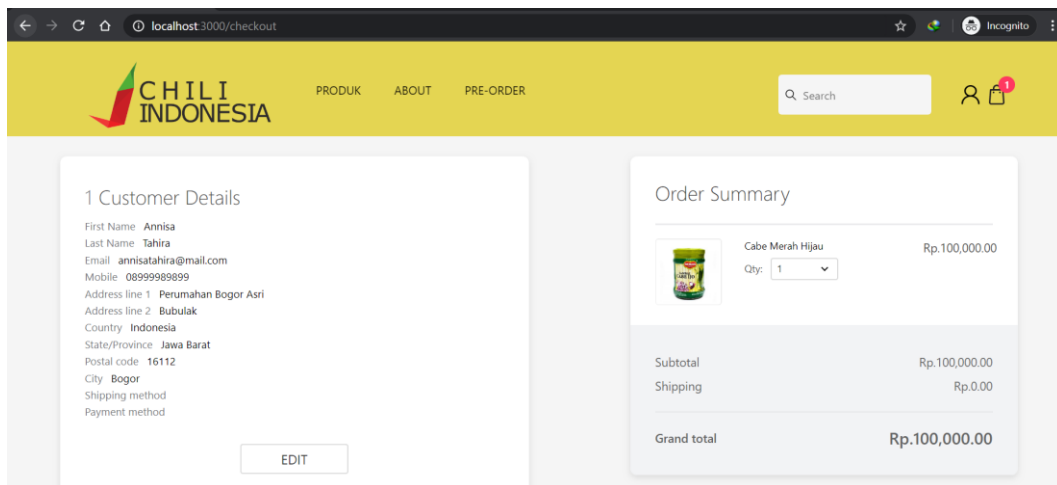 localhost:3000/checkout
Incognito
CHILI
INDONESIA
PRODUK ABOUT PRE-ORDER
Search
1
1 Customer Details
First Name Annisa
Last Name Tahira
Email annisatahira@mail.com
Mobile 08999989899
Address line 1 Perumahan Bogor Asri
Address line 2 Bubulak
Country Indonesia
State/Province Jawa Barat
Postal code 16112
City Bogor
Shipping method
Payment method
EDIT
Order Summary
Cabe Merah Hijau Rp.100,000.00
Qty: 1
Subtotal Rp.100,000.00
Shipping Rp.0.00
Grand total Rp.100,000.00